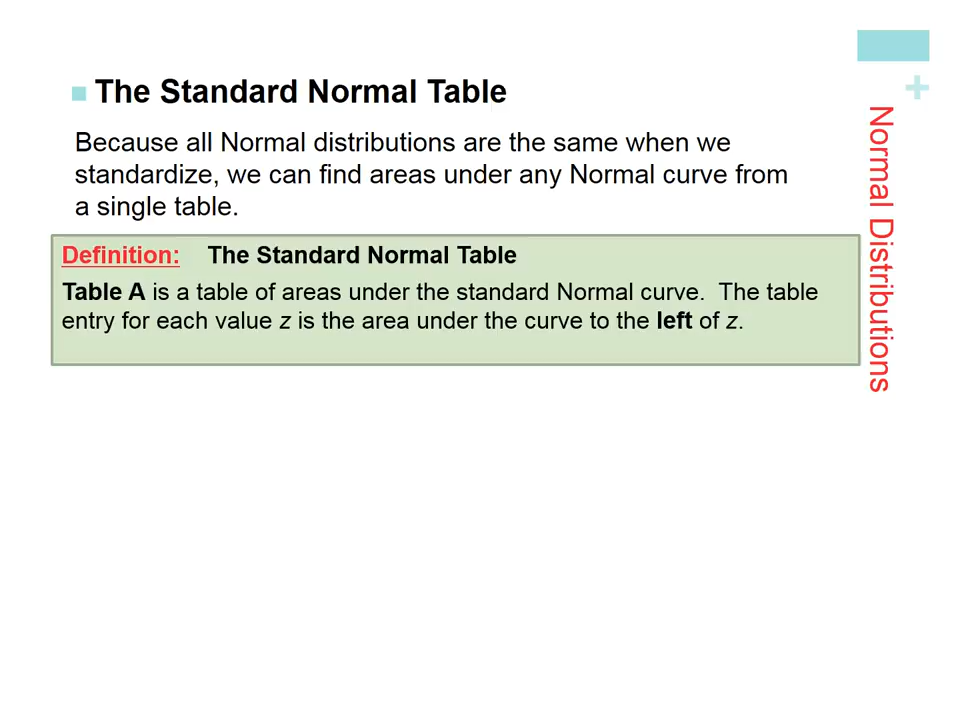 The Standard Normal Table
Because all Normal distributions are the same when we
standardize, we can find areas under any Normal curve from
a single table.
Definition: The Standard Normal Table
Table A is a table of areas under the standard Normal curve. The table
entry for each value z is the area under the curve to the left of z.
+
Normal Distributions